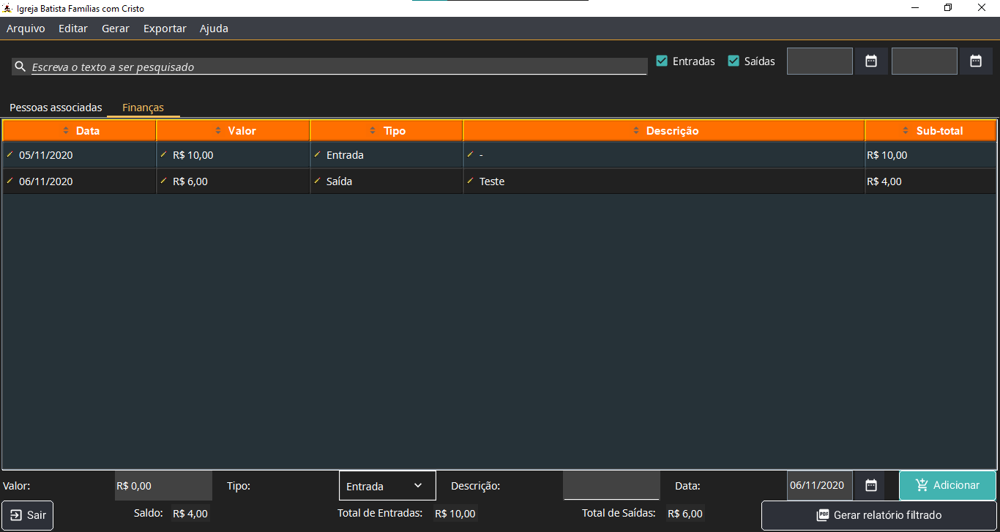 Igreja Batista Famílias com Cristo
Arquivo Editar Gerar Exportar Ajuda
Escreva o texto a ser pesquisado Entradas Saídas
Pessoas associadas Finanças
Data Valor Tipo Descrição Sub-total
05/11/2020 R$ 10,00 Entrada - R$ 10,00
06/11/2020 R$ 6,00 Saída Teste R$ 4,00
Valor: R$ 0,00 Tipo: Entrada Descrição: Data: 06/11/2020 Adicionar
Sair Saldo: R$ 4,00 Total de Entradas: R$ 10,00 Total de Saídas: R$ 6,00 PDF Gerar relatório filtrado